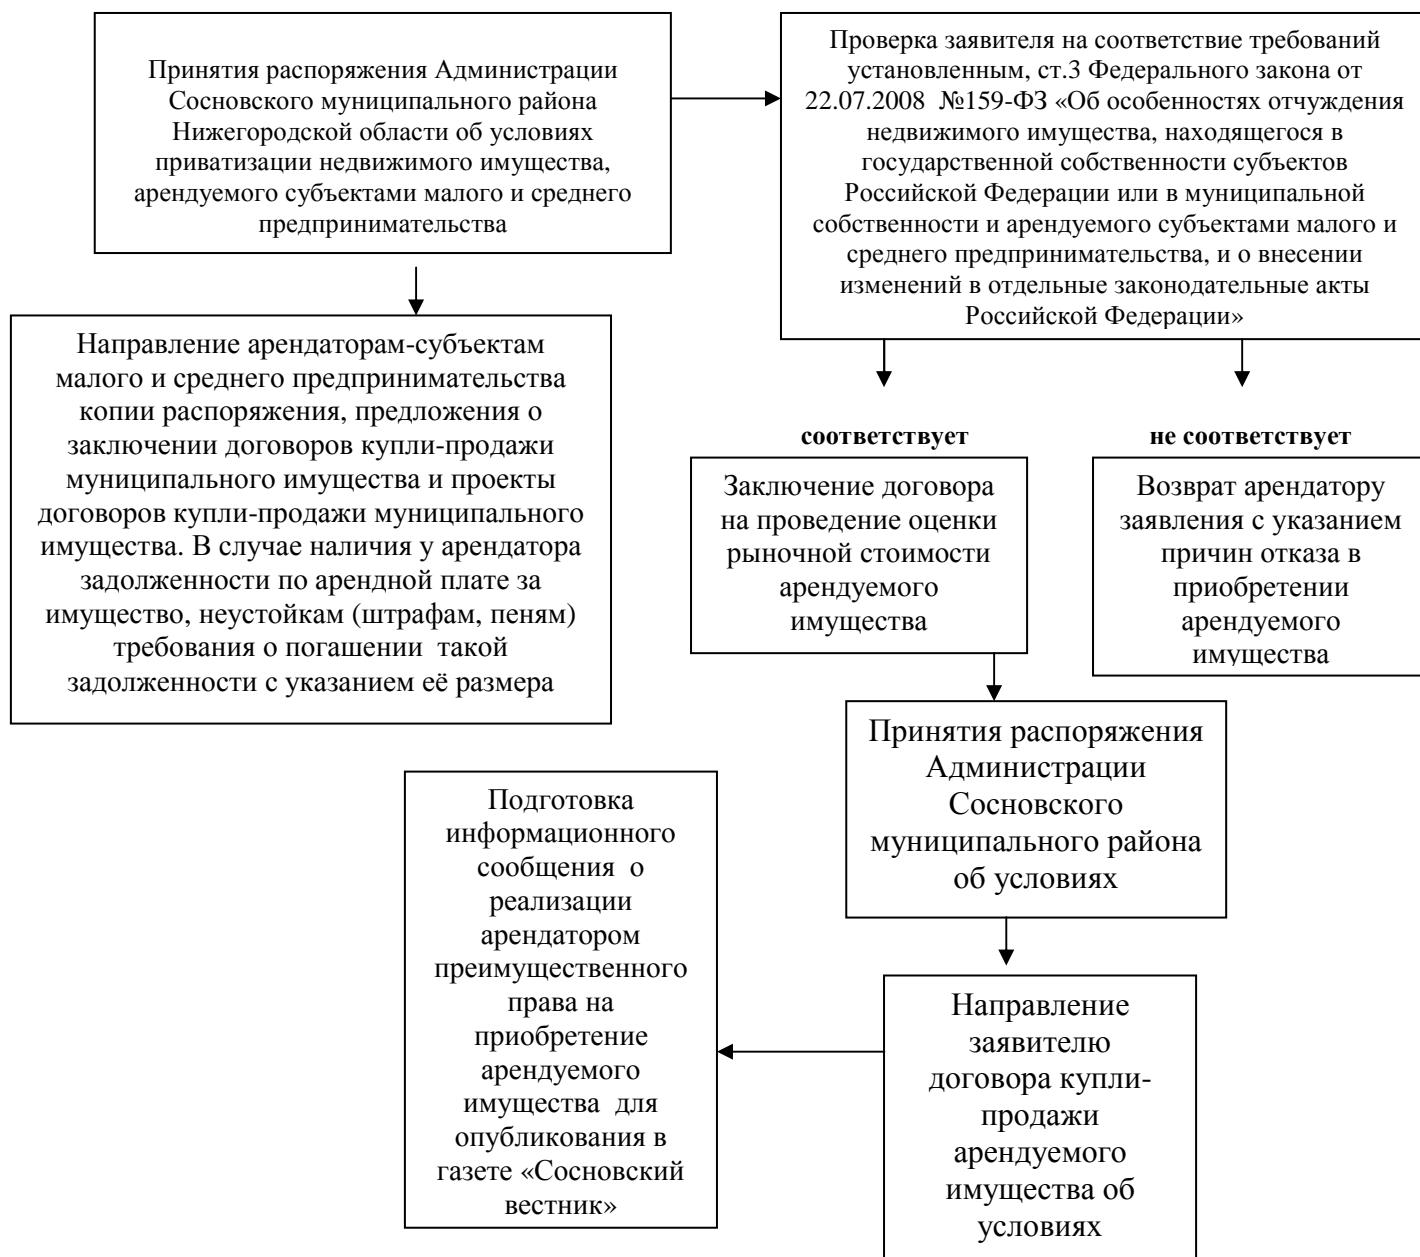 Принятия распоряжения Администрации
Сосновского муниципального района
Нижегородской области об условиях
приватизации недвижимого имущества,
арендуемого субъектами малого и среднего
предпринимательства
Проверка заявителя на соответствие требований
установленным, ст.3 Федерального закона от
22.07.2008 №159-ФЗ «Об особенностях отчуждения
недвижимого имущества, находящегося в
государственной собственности субъектов
Российской Федерации или в муниципальной
собственности и арендуемого субъектами малого и
среднего предпринимательства, и о внесении
изменений в отдельные законодательные акты
Российской Федерации»
Направление арендаторам-субъектам
малого и среднего предпринимательства
копии распоряжения, предложения о
заключении договоров купли-продажи
муниципального имущества и проекты
договоров купли-продажи муниципального
имущества. В случае наличия у арендатора
задолженности по арендной плате за
имущество, неустойкам (штрафам, пеням)
требования о погашении такой
задолженности с указанием её размера
соответствует
не соответствует
Заключение договора
на проведение оценки
рыночной стоимости
арендуемого
имущества
Возврат арендатору
заявления с указанием
причин отказа в
приобретении
арендуемого
имущества
Принятия распоряжения
Администрации
Сосновского
муниципального района
об условиях
Подготовка
информационного
сообщения о
реализации
арендатором
преимущественного
права на
приобретение
арендуемого
имущества для
опубликования в
газете «Сосновский
вестник»
Направление
заявителю
договора купли-
продажи
арендуемого
имущества об
условиях